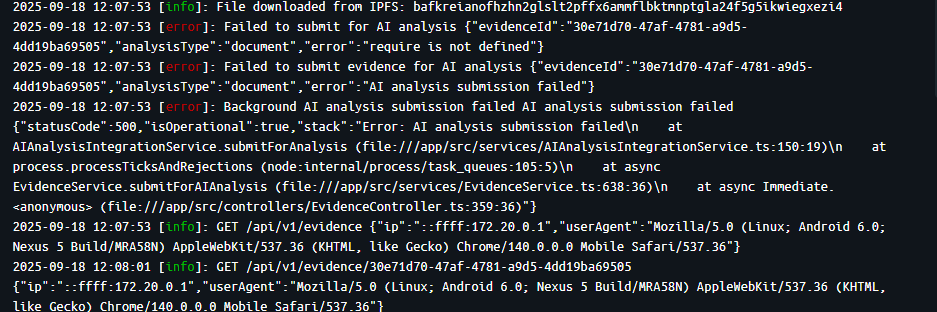 2025-09-18 12:07:53 [info]: File downloaded from IPFS: bafkreianofhzhn2glslt2pffx6ammflbktmnptgla24f5g5ikwiegxezi4
2025-09-18 12:07:53 [error]: Failed to submit for AI analysis {"evidenceId":"30e71d70-47af-4781-a9d5-
4dd19ba69505","analysisType":"document","error":"require is not defined"}
2025-09-18 12:07:53 [error]: Failed to submit evidence for AI analysis {"evidenceId":"30e71d70-47af-4781-a9d5-
4dd19ba69505","analysisType":"document","error":"AI analysis submission failed"}
2025-09-18 12:07:53 [error]: Background AI analysis submission failed AI analysis submission failed
{"statusCode":500,"isOperational":true,"stack":"Error: AI analysis submission failed\n    at
AIAnalysisIntegrationService.submitForAnalysis (file:///app/src/services/AIAnalysisIntegrationService.ts:150:19)\n    at
process.processTicksAndRejections (node:internal/process/task_queues:105:5)\n    at async
EvidenceService.submitForAIAnalysis (file:///app/src/services/EvidenceService.ts:638:36)\n    at async Immediate.
<anonymous> (file:///app/src/controllers/EvidenceController.ts:359:36)"}
2025-09-18 12:07:53 [info]: GET /api/v1/evidence {"ip":"::ffff:172.20.0.1","userAgent":"Mozilla/5.0 (Linux; Android 6.0;
Nexus 5 Build/MRA58N) AppleWebKit/537.36 (KHTML, like Gecko) Chrome/140.0.0.0 Mobile Safari/537.36"}
2025-09-18 12:08:01 [info]: GET /api/v1/evidence/30e71d70-47af-4781-a9d5-4dd19ba69505
{"ip":"::ffff:172.20.0.1","userAgent":"Mozilla/5.0 (Linux; Android 6.0; Nexus 5 Build/MRA58N) AppleWebKit/537.36 (KHTML,
like Gecko) Chrome/140.0.0.0 Mobile Safari/537.36"}